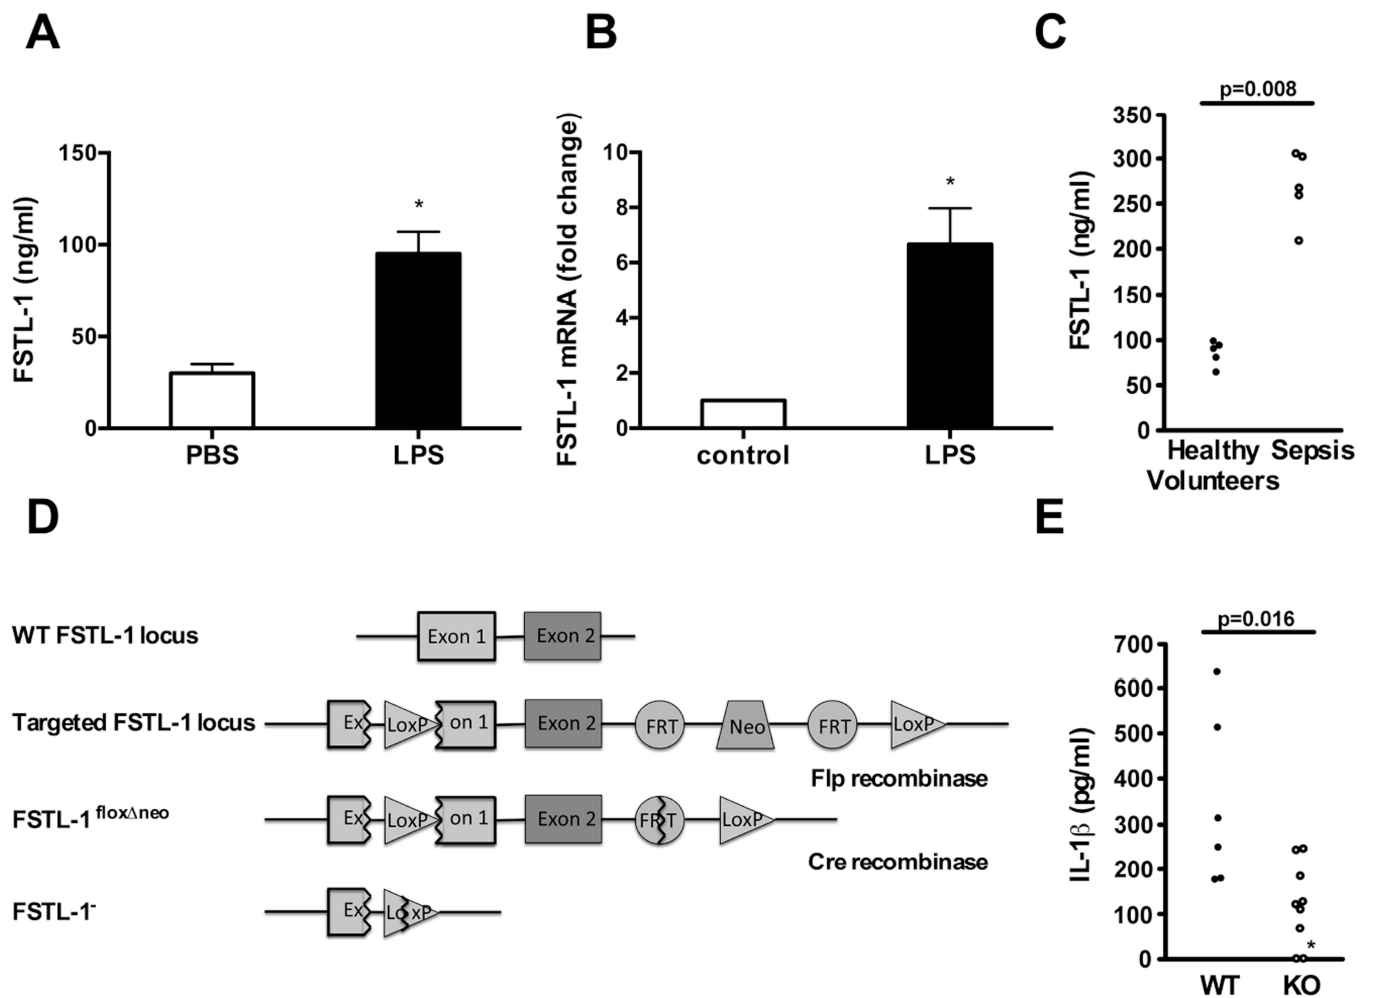 A
B
C
p=0.008
FSTL-1 (ng/ml)
150
100
50
0
*
PBS
LPS
FSTL-1 mRNA (fold change)
10
8
6
4
2
0
*
control
LPS
FSTL-1 (ng/ml)
350
300
250
200
150
100
50
0
Healthy Sepsis
Volunteers
D
E
WT FSTL-1 locus
Exon 1
Exon 2
Targeted FSTL-1 locus
Ex
LoxP
on 1
Exon 2
FRT
Neo
FRT
LoxP
Flp recombinase
FSTL-1 floxΔneo
Ex
LoxP
on 1
Exon 2
FRT
LoxP
Cre recombinase
FSTL-1-
Ex
LoxP
p=0.016
IL-1β (pg/ml)
700
600
500
400
300
200
100
0
*
WT
KO